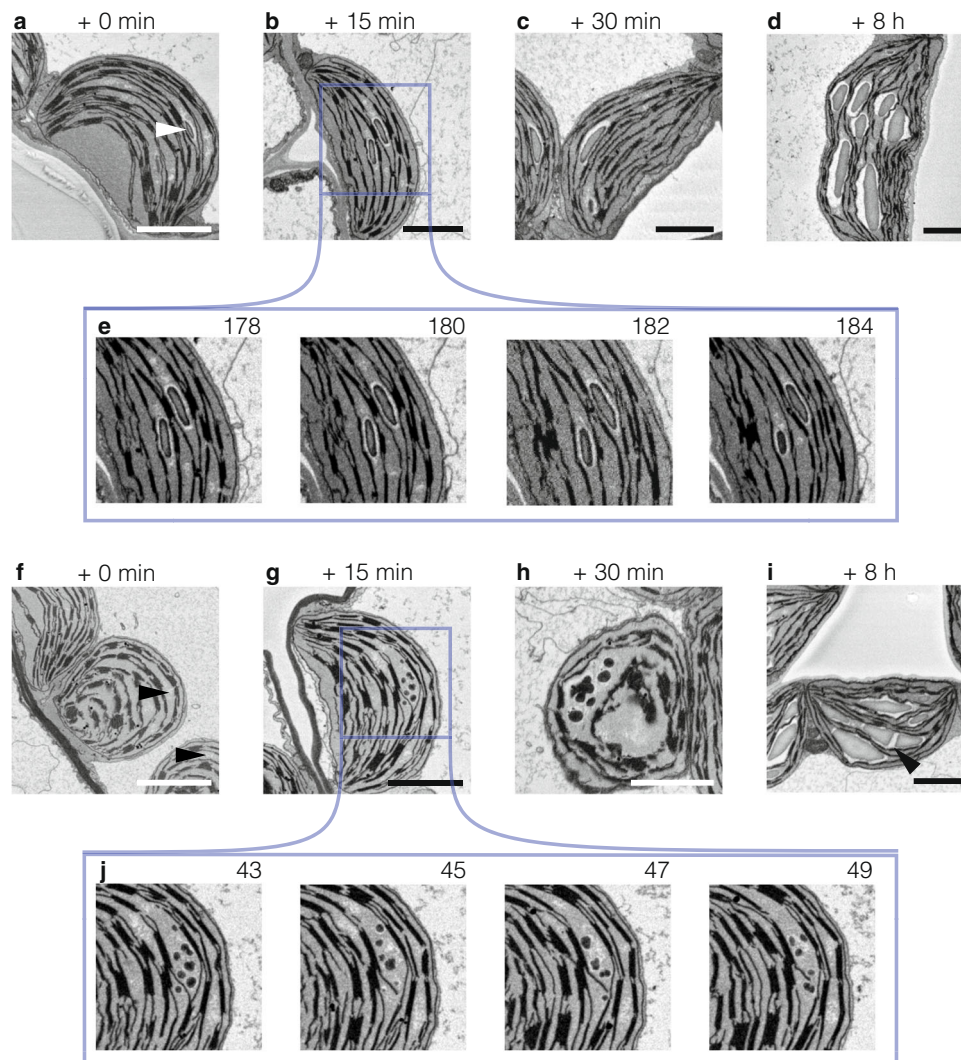 a + 0 min b + 15 min c + 30 min d + 8 h
e 178 180 182 184
f + 0 min g + 15 min h + 30 min i + 8 h
j 43 45 47 49